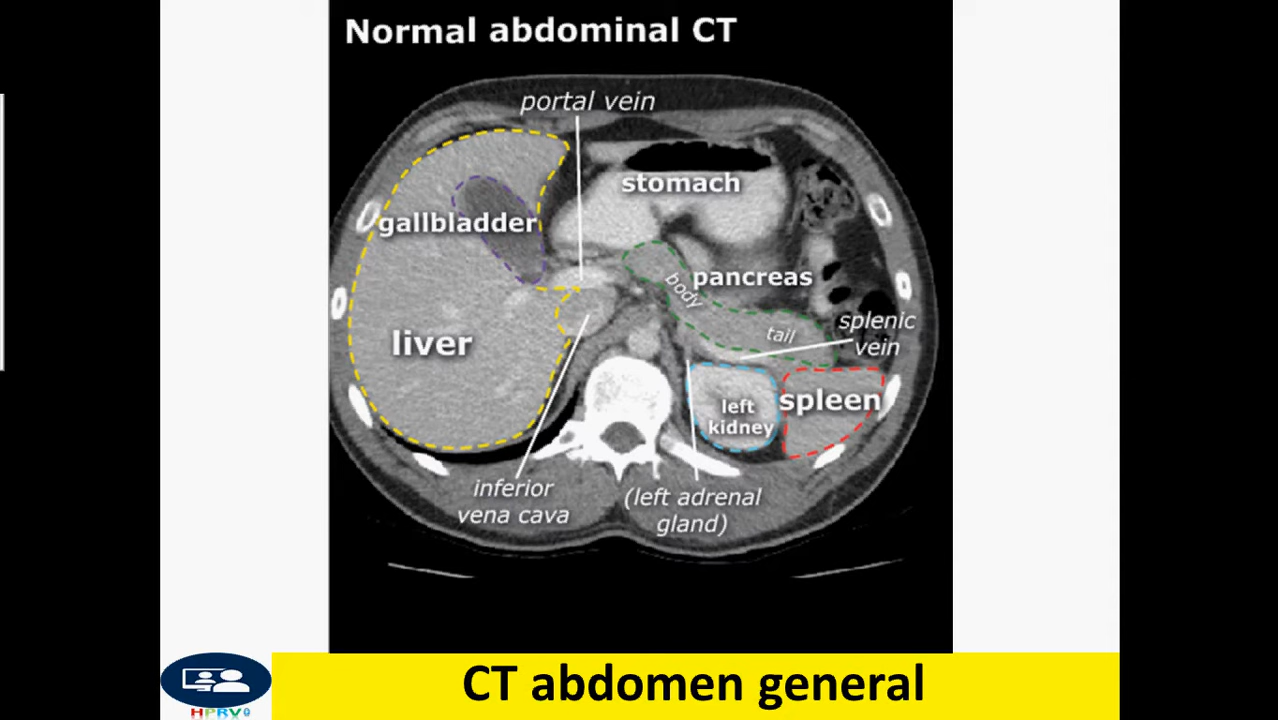 Normal abdominal CT
portal vein
stomach
gallbladder
pancreas
body
tail
splenic
vein
liver
spleen
left
kidney
inferior
vena cava
(left adrenal
gland)
CT abdomen general
HPRV